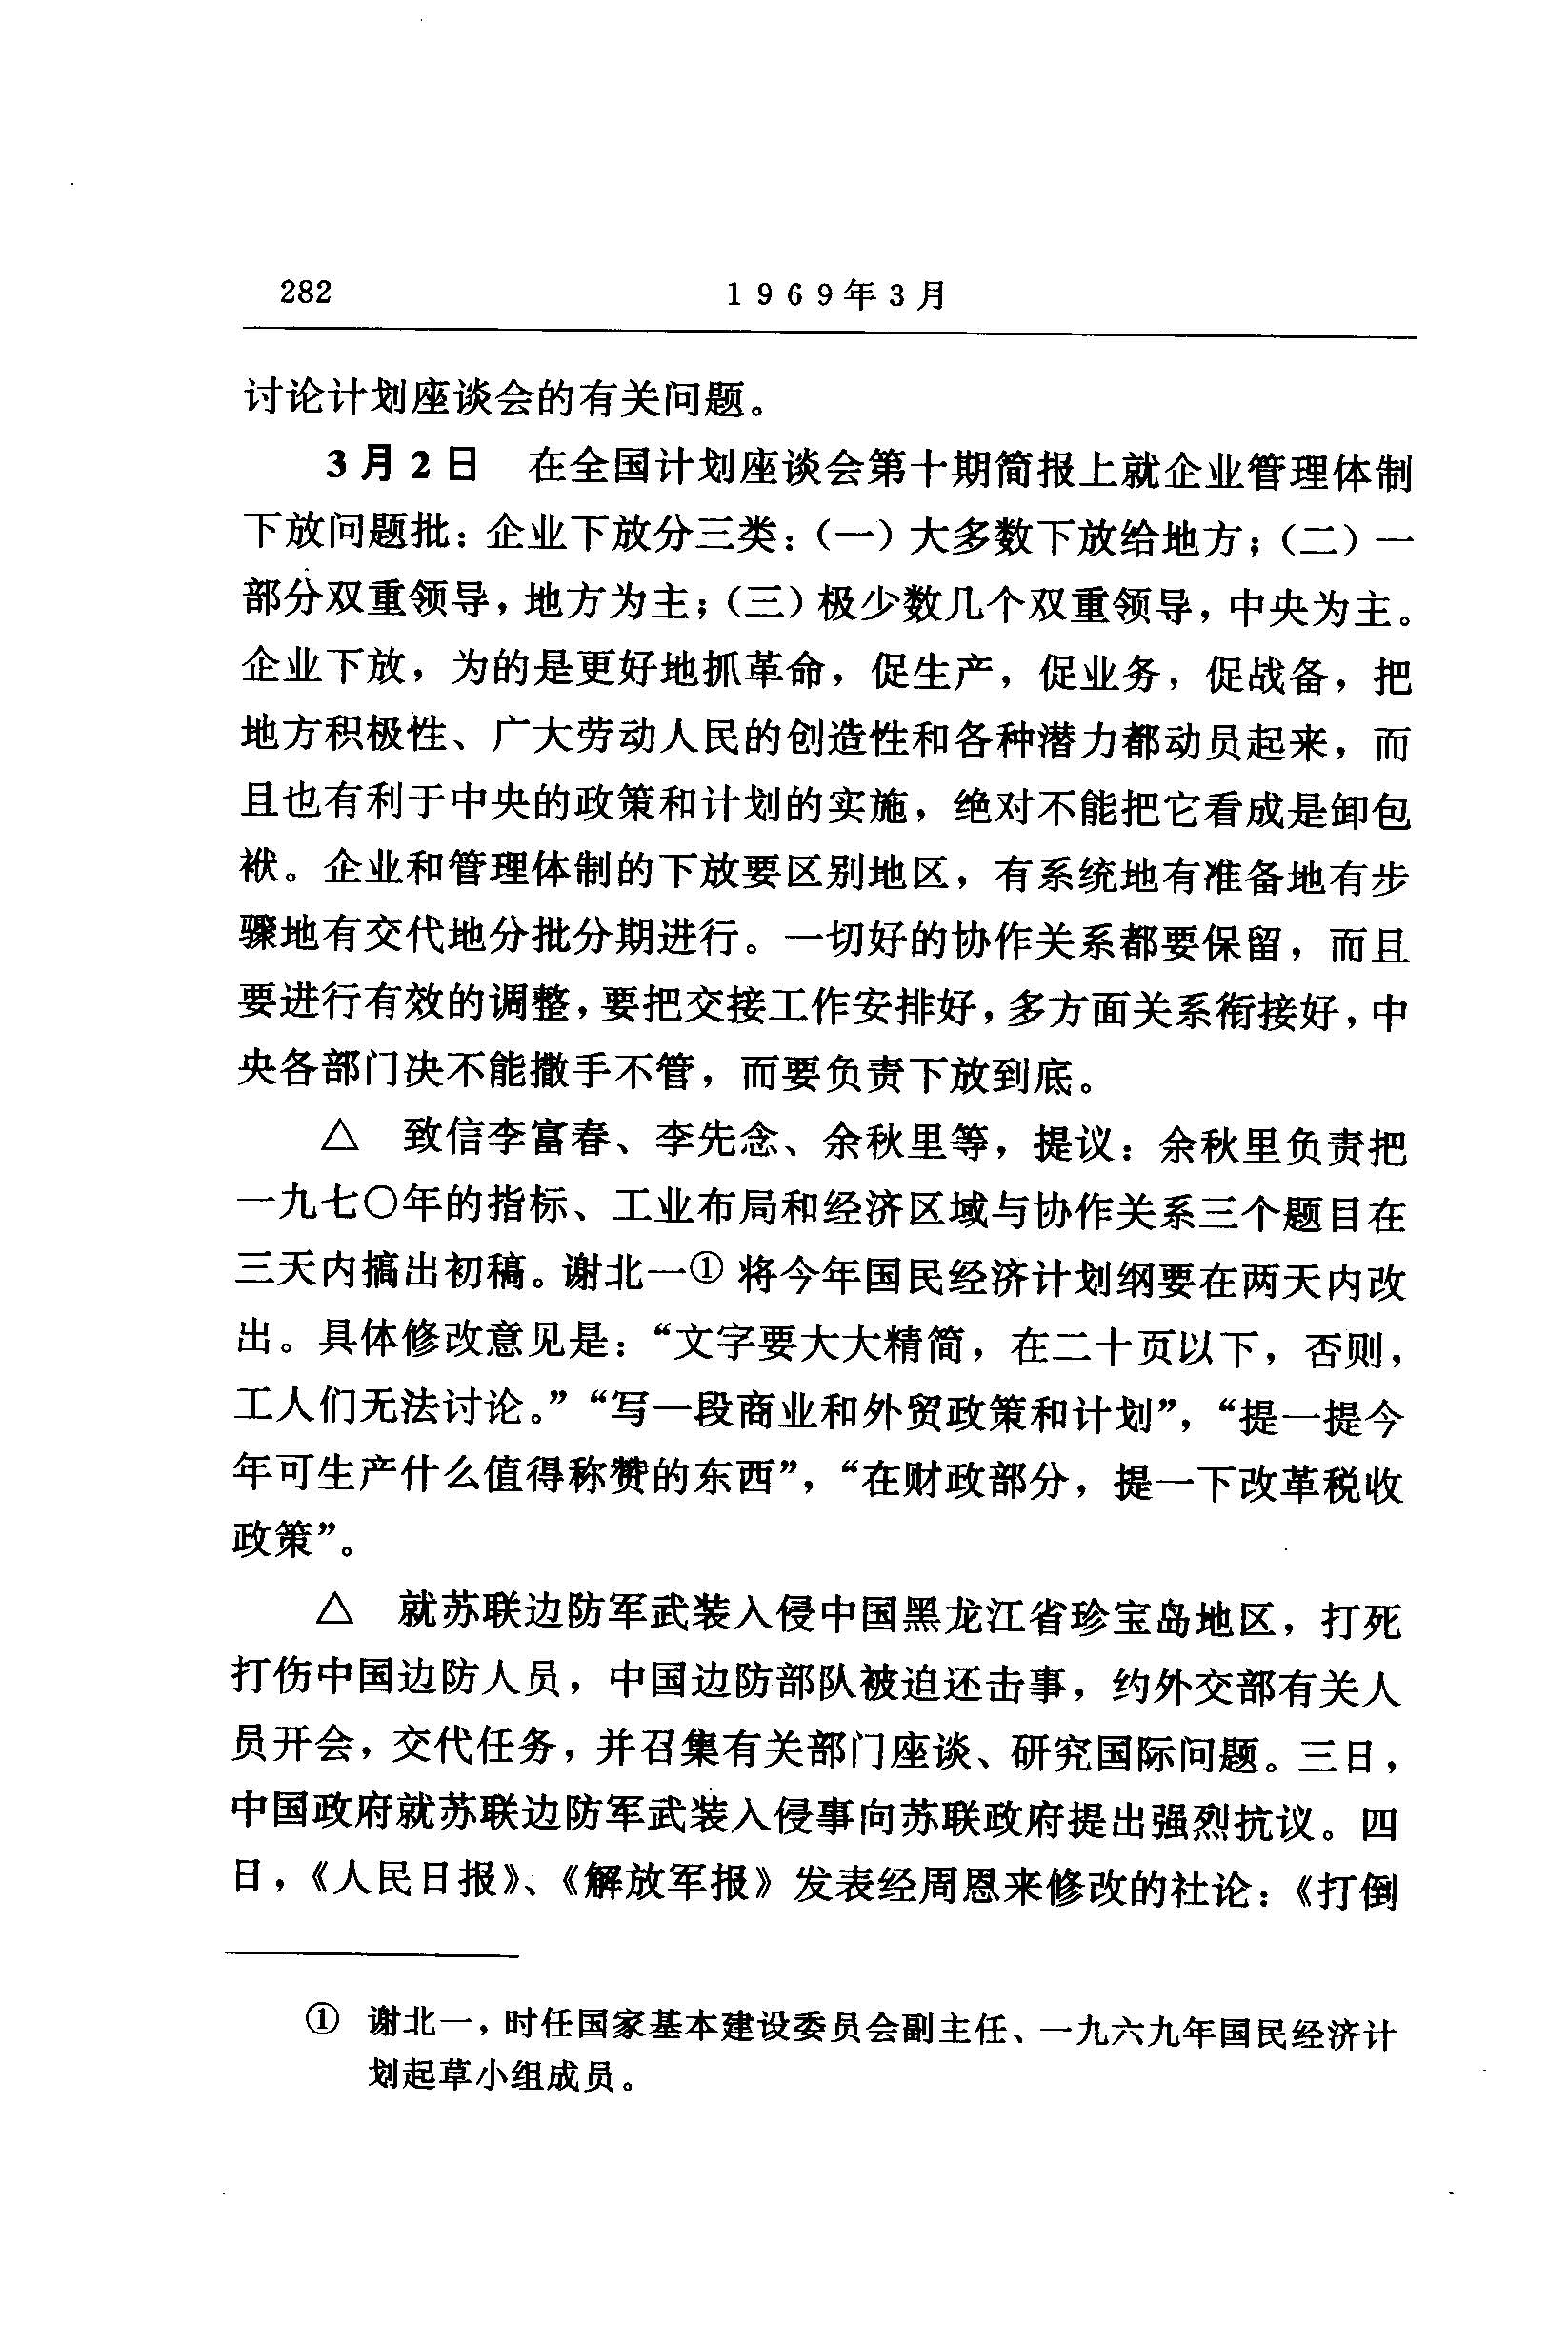 282
1969年3月
讨论计划座谈会的有关问题。
3月2日 在全国计划座谈会第十期简报上就企业管理体制
下放问题批：企业下放分三类：（一）大多数下放给地方；（二）一
部分双重领导，地方为主；（三）极少数几个双重领导，中央为主。
企业下放，为的是更好地抓革命，促生产，促业务，促战备，把
地方积极性、广大劳动人民的创造性和各种潜力都动员起来，而
且也有利于中央的政策和计划的实施，绝对不能把它看成是卸包
袱。企业和管理体制的下放要区别地区，有系统地有准备地有步
骤地有交代地分批分期进行。一切好的协作关系都要保留，而且
要进行有效的调整，要把交接工作安排好，多方面关系衔接好，中
央各部门决不能撒手不管，而要负责下放到底。
△ 致信李富春、李先念、余秋里等，提议：余秋里负责把
一九七〇年的指标、工业布局和经济区域与协作关系三个题目在
三天内搞出初稿。谢北一①将今年国民经济计划纲要在两天内改
出。具体修改意见是：“文字要大大精简，在二十页以下，否则，
工人们无法讨论。”“写一段商业和外贸政策和计划”，“提一提今
年可生产什么值得称赞的东西”，“在财政部分，提一下改革税收
政策”。
△ 就苏联边防军武装入侵中国黑龙江省珍宝岛地区，打死
打伤中国边防人员，中国边防部队被迫还击事，约外交部有关人
员开会，交代任务，并召集有关部门座谈、研究国际问题。三日，
中国政府就苏联边防军武装入侵事向苏联政府提出强烈抗议。四
日，《人民日报》、《解放军报》发表经周恩来修改的社论：《打倒
① 谢北一，时任国家基本建设委员会副主任、一九六九年国民经济计
划起草小组成员。